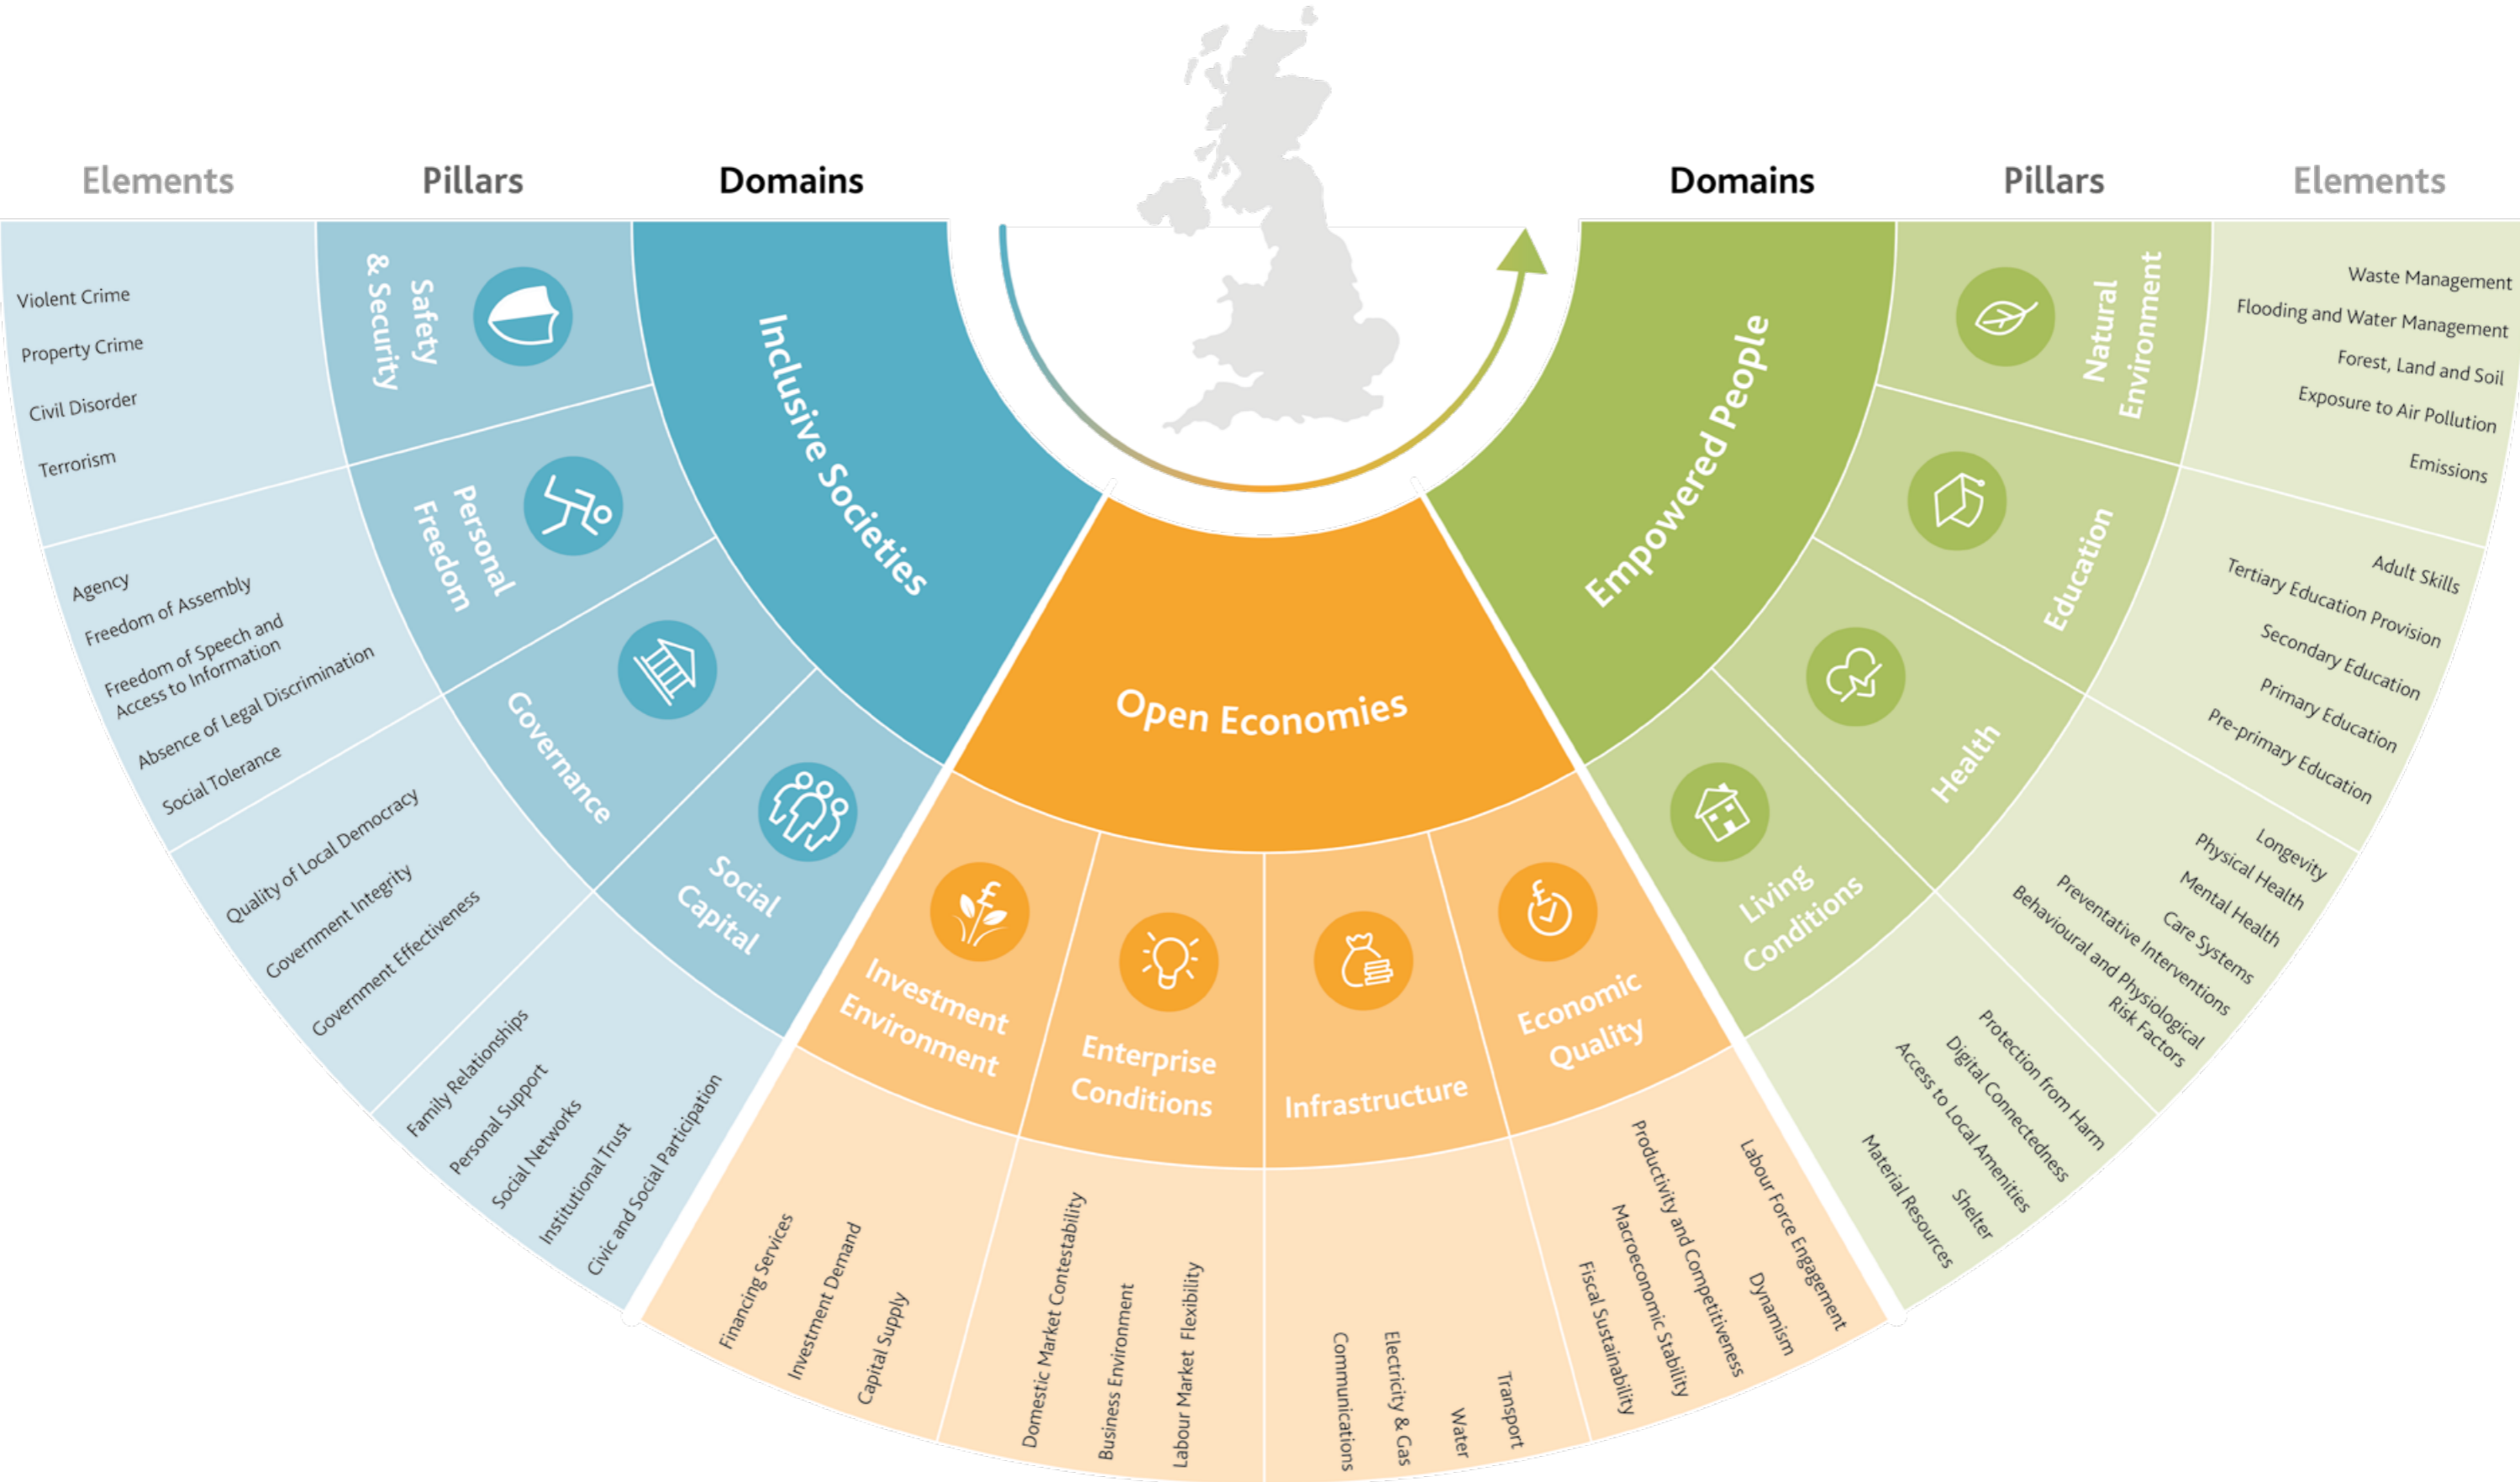 Elements
Pillars
Domains
Domains
Pillars
Elements
Inclusive Societies
Safety
& Security
Violent Crime
Property Crime
Civil Disorder
Terrorism
Personal
Freedom
Agency
Freedom of Assembly
Freedom of Speech and
Access to Information
Absence of Legal Discrimination
Social Tolerance
Governance
Quality of Local Democracy
Government Integrity
Government Effectiveness
Social
Capital
Family Relationships
Personal Support
Social Networks
Institutional Trust
Civic and Social Participation
Open Economies
£
Investment
Environment
Financing Services
Investment Demand
Capital Supply
Enterprise
Conditions
Domestic Market Contestability
Business Environment
Labour Market Flexibility
Infrastructure
Communications
Electricity & Gas
Water
Transport
£
Economic
Quality
Fiscal Sustainability
Macroeconomic Stability
Productivity and Competitiveness
Dynamism
Labour Force Engagement
Empowered People
Living
Conditions
Material Resources
Shelter
Access to Local Amenities
Digital Connectedness
Protection from Harm
Health
Behavioural and Physiological
Risk Factors
Preventative Interventions
Care Systems
Mental Health
Physical Health
Longevity
Education
Pre-primary Education
Primary Education
Secondary Education
Tertiary Education Provision
Adult Skills
Natural
Environment
Emissions
Exposure to Air Pollution
Forest, Land and Soil
Flooding and Water Management
Waste Management